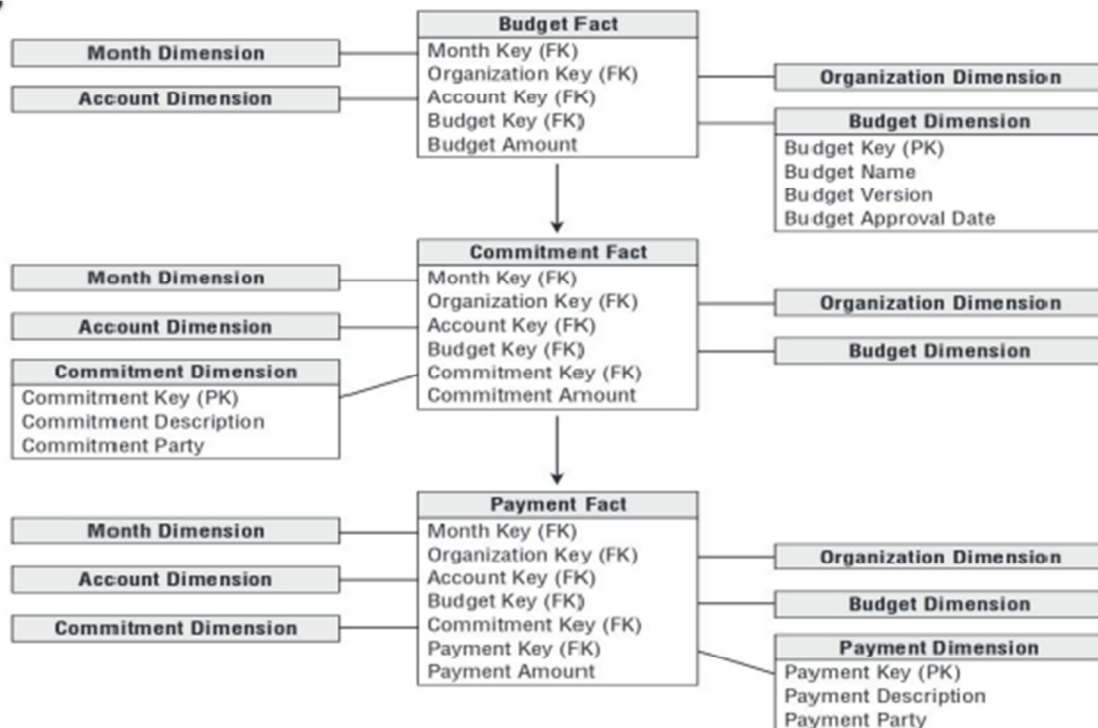 Budget Fact
Month Key (FK)
Organization Key (FK)
Account Key (FK)
Budget Key (FK)
Budget Amount
Month Dimension
Account Dimension
Organization Dimension
Budget Dimension
Budget Key (PK)
Budget Name
Budget Version
Budget Approval Date
Commitment Fact
Month Key (FK)
Organization Key (FK)
Account Key (FK)
Budget Key (FK)
Commitment Key (FK)
Commitment Amount
Month Dimension
Account Dimension
Commitment Dimension
Commitment Key (PK)
Commitment Description
Commitment Party
Organization Dimension
Budget Dimension
Payment Fact
Month Key (FK)
Organization Key (FK)
Account Key (FK)
Budget Key (FK)
Commitment Key (FK)
Payment Key (FK)
Payment Amount
Month Dimension
Account Dimension
Commitment Dimension
Organization Dimension
Budget Dimension
Payment Dimension
Payment Key (PK)
Payment Description
Payment Party